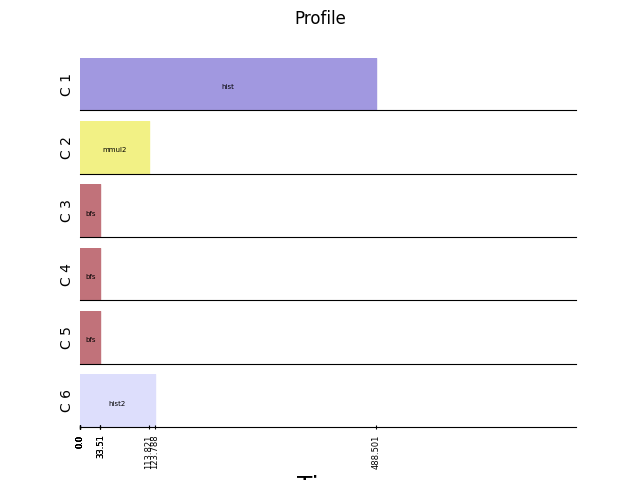 Profile
C 1
hist
C 2
mmul2
C 3
bfs
C 4
bfs
C 5
bfs
C 6
hist2
0.0
33.51
113.821
123.788
488.501